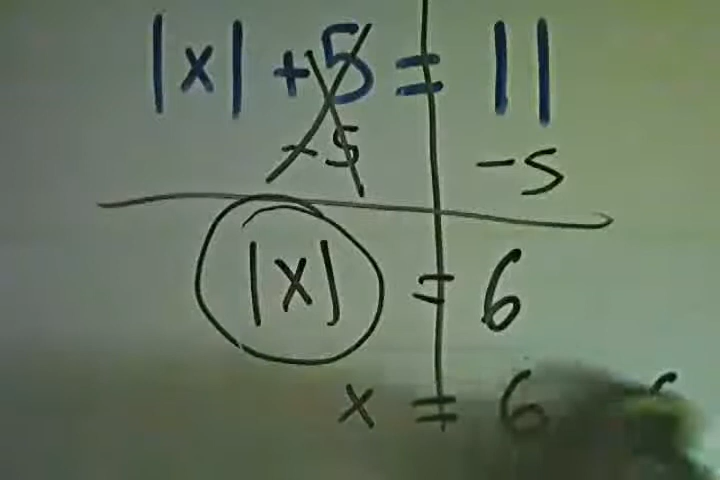 |x| + 5 = 11
- 5 - 5
|x| = 6
x = 6